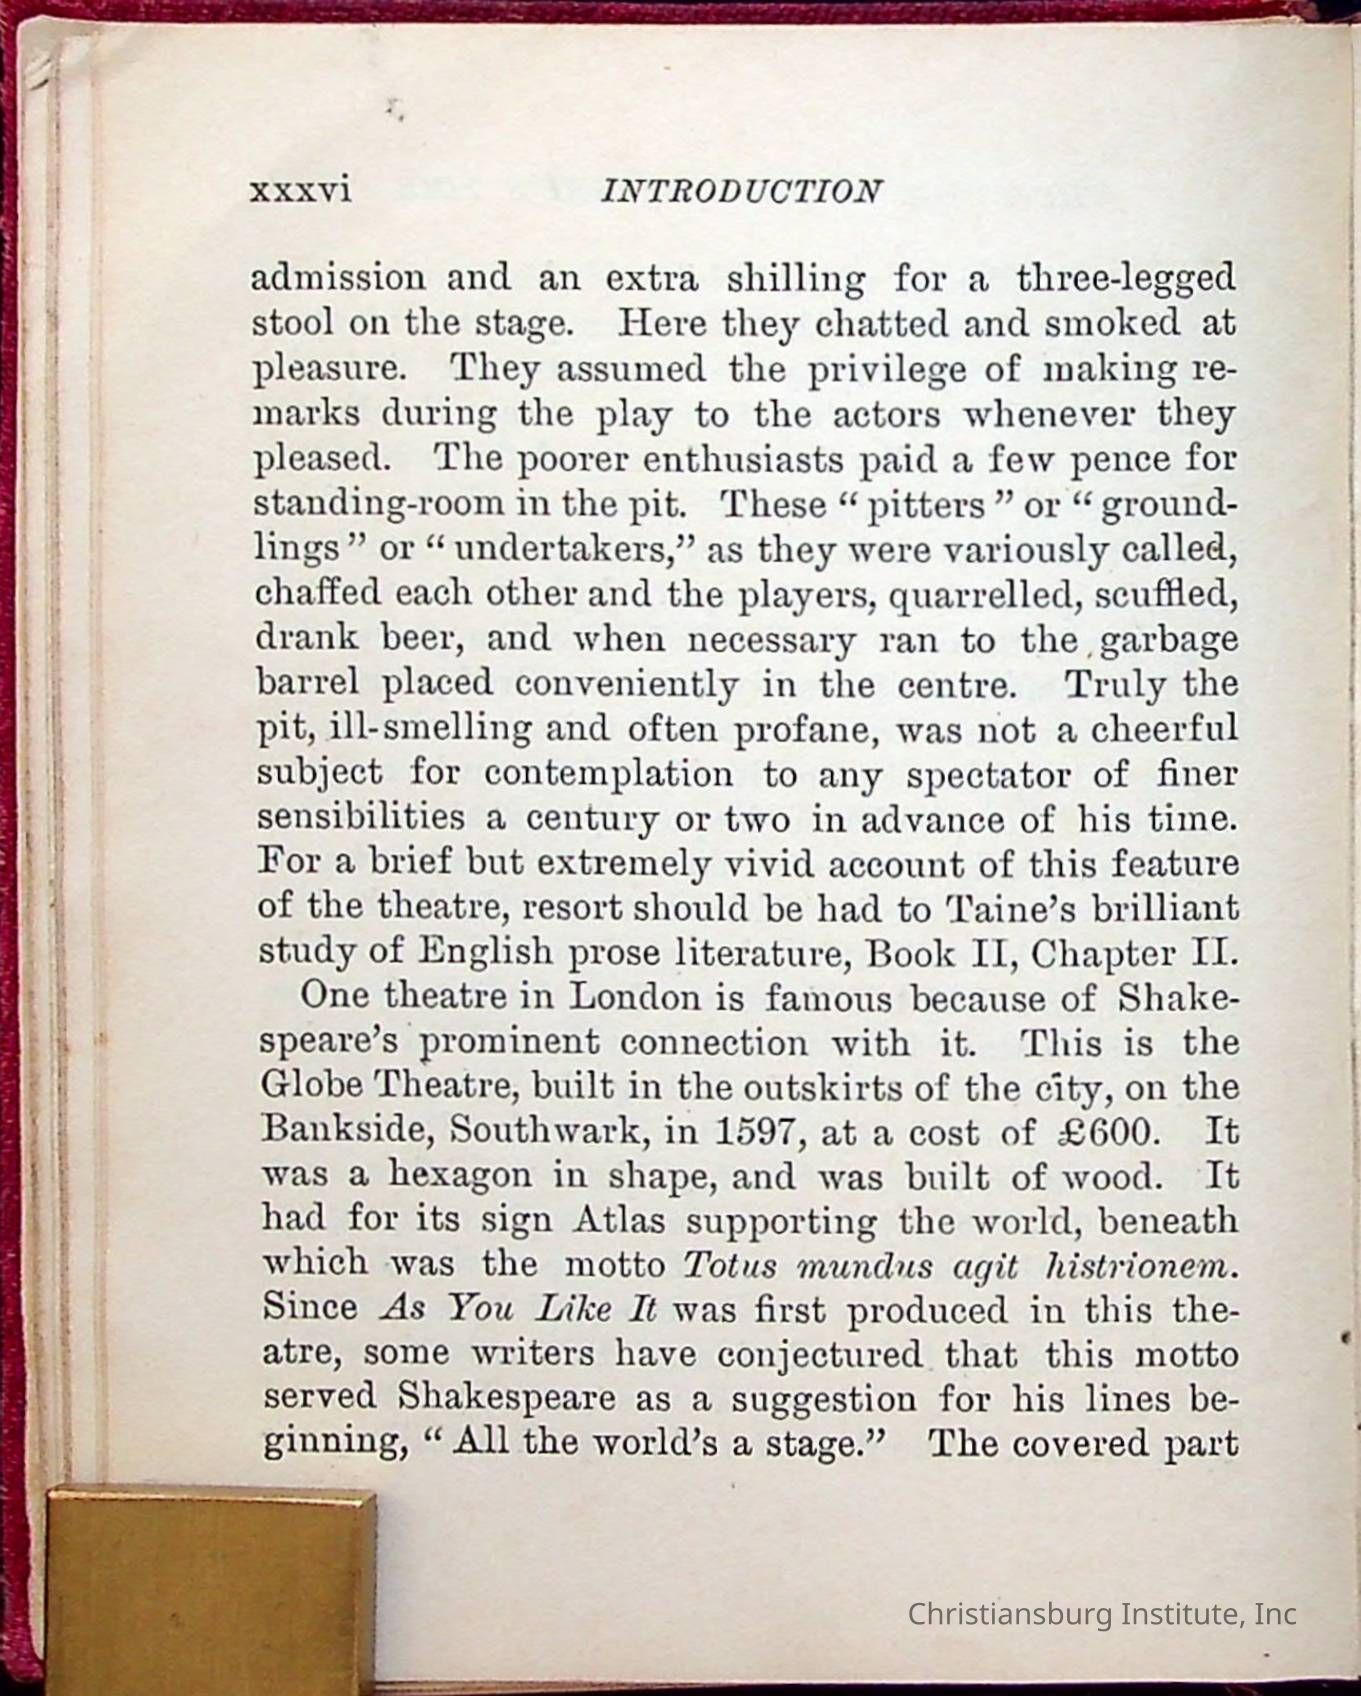 xxxvi INTRODUCTION
admission and an extra shilling for a three-legged
stool on the stage. Here they chatted and smoked at
pleasure. They assumed the privilege of making re-
marks during the play to the actors whenever they
pleased. The poorer enthusiasts paid a few pence for
standing-room in the pit. These “ pitters ” or “ ground-
lings ” or “ undertakers,” as they were variously called,
chaffed each other and the players, quarrelled, scuffled,
drank beer, and when necessary ran to the garbage
barrel placed conveniently in the centre. Truly the
pit, ill-smelling and often profane, was not a cheerful
subject for contemplation to any spectator of finer
sensibilities a century or two in advance of his time.
For a brief but extremely vivid account of this feature
of the theatre, resort should be had to Taine’s brilliant
study of English prose literature, Book II, Chapter II.
One theatre in London is famous because of Shake-
speare’s prominent connection with it. This is the
Globe Theatre, built in the outskirts of the city, on the
Bankside, Southwark, in 1597, at a cost of £600. It
was a hexagon in shape, and was built of wood. It
had for its sign Atlas supporting the world, beneath
which was the motto Totus mundus agit histrionem.
Since As You Like It was first produced in this the-
atre, some writers have conjectured that this motto
served Shakespeare as a suggestion for his lines be-
ginning, “ All the world’s a stage.” The covered part
Christiansburg Institute, Inc